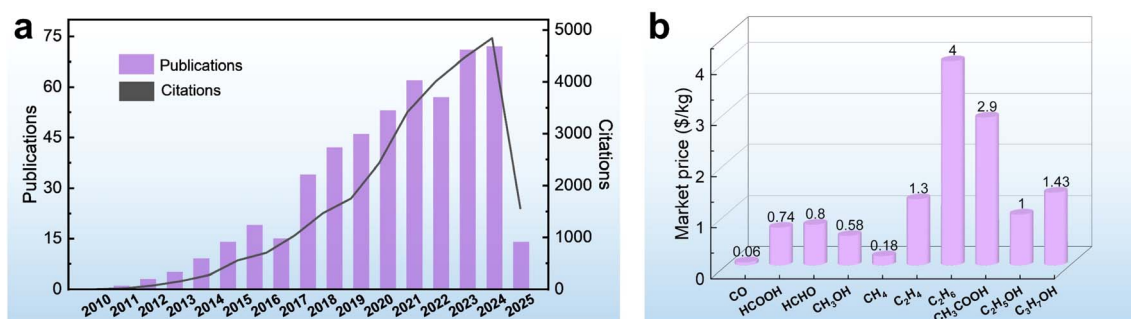 a
Publications
Citations
75
60
45
30
15
0
Publications
5000
4000
3000
2000
1000
0
Citations
2010 2011 2012 2013 2014 2015 2016 2017 2018 2019 2020 2021 2022 2023 2024 2025
b
Market price ($/kg)
4
3
2
1
0
0.06 0.74 0.8 0.58 0.18 1.3 4 2.9 1 1.43
CO HCOOH HCHO CH₃OH CH₄ C₂H₄ C₂H₆ CH₃COOH C₂H₅OH C₃H₇OH